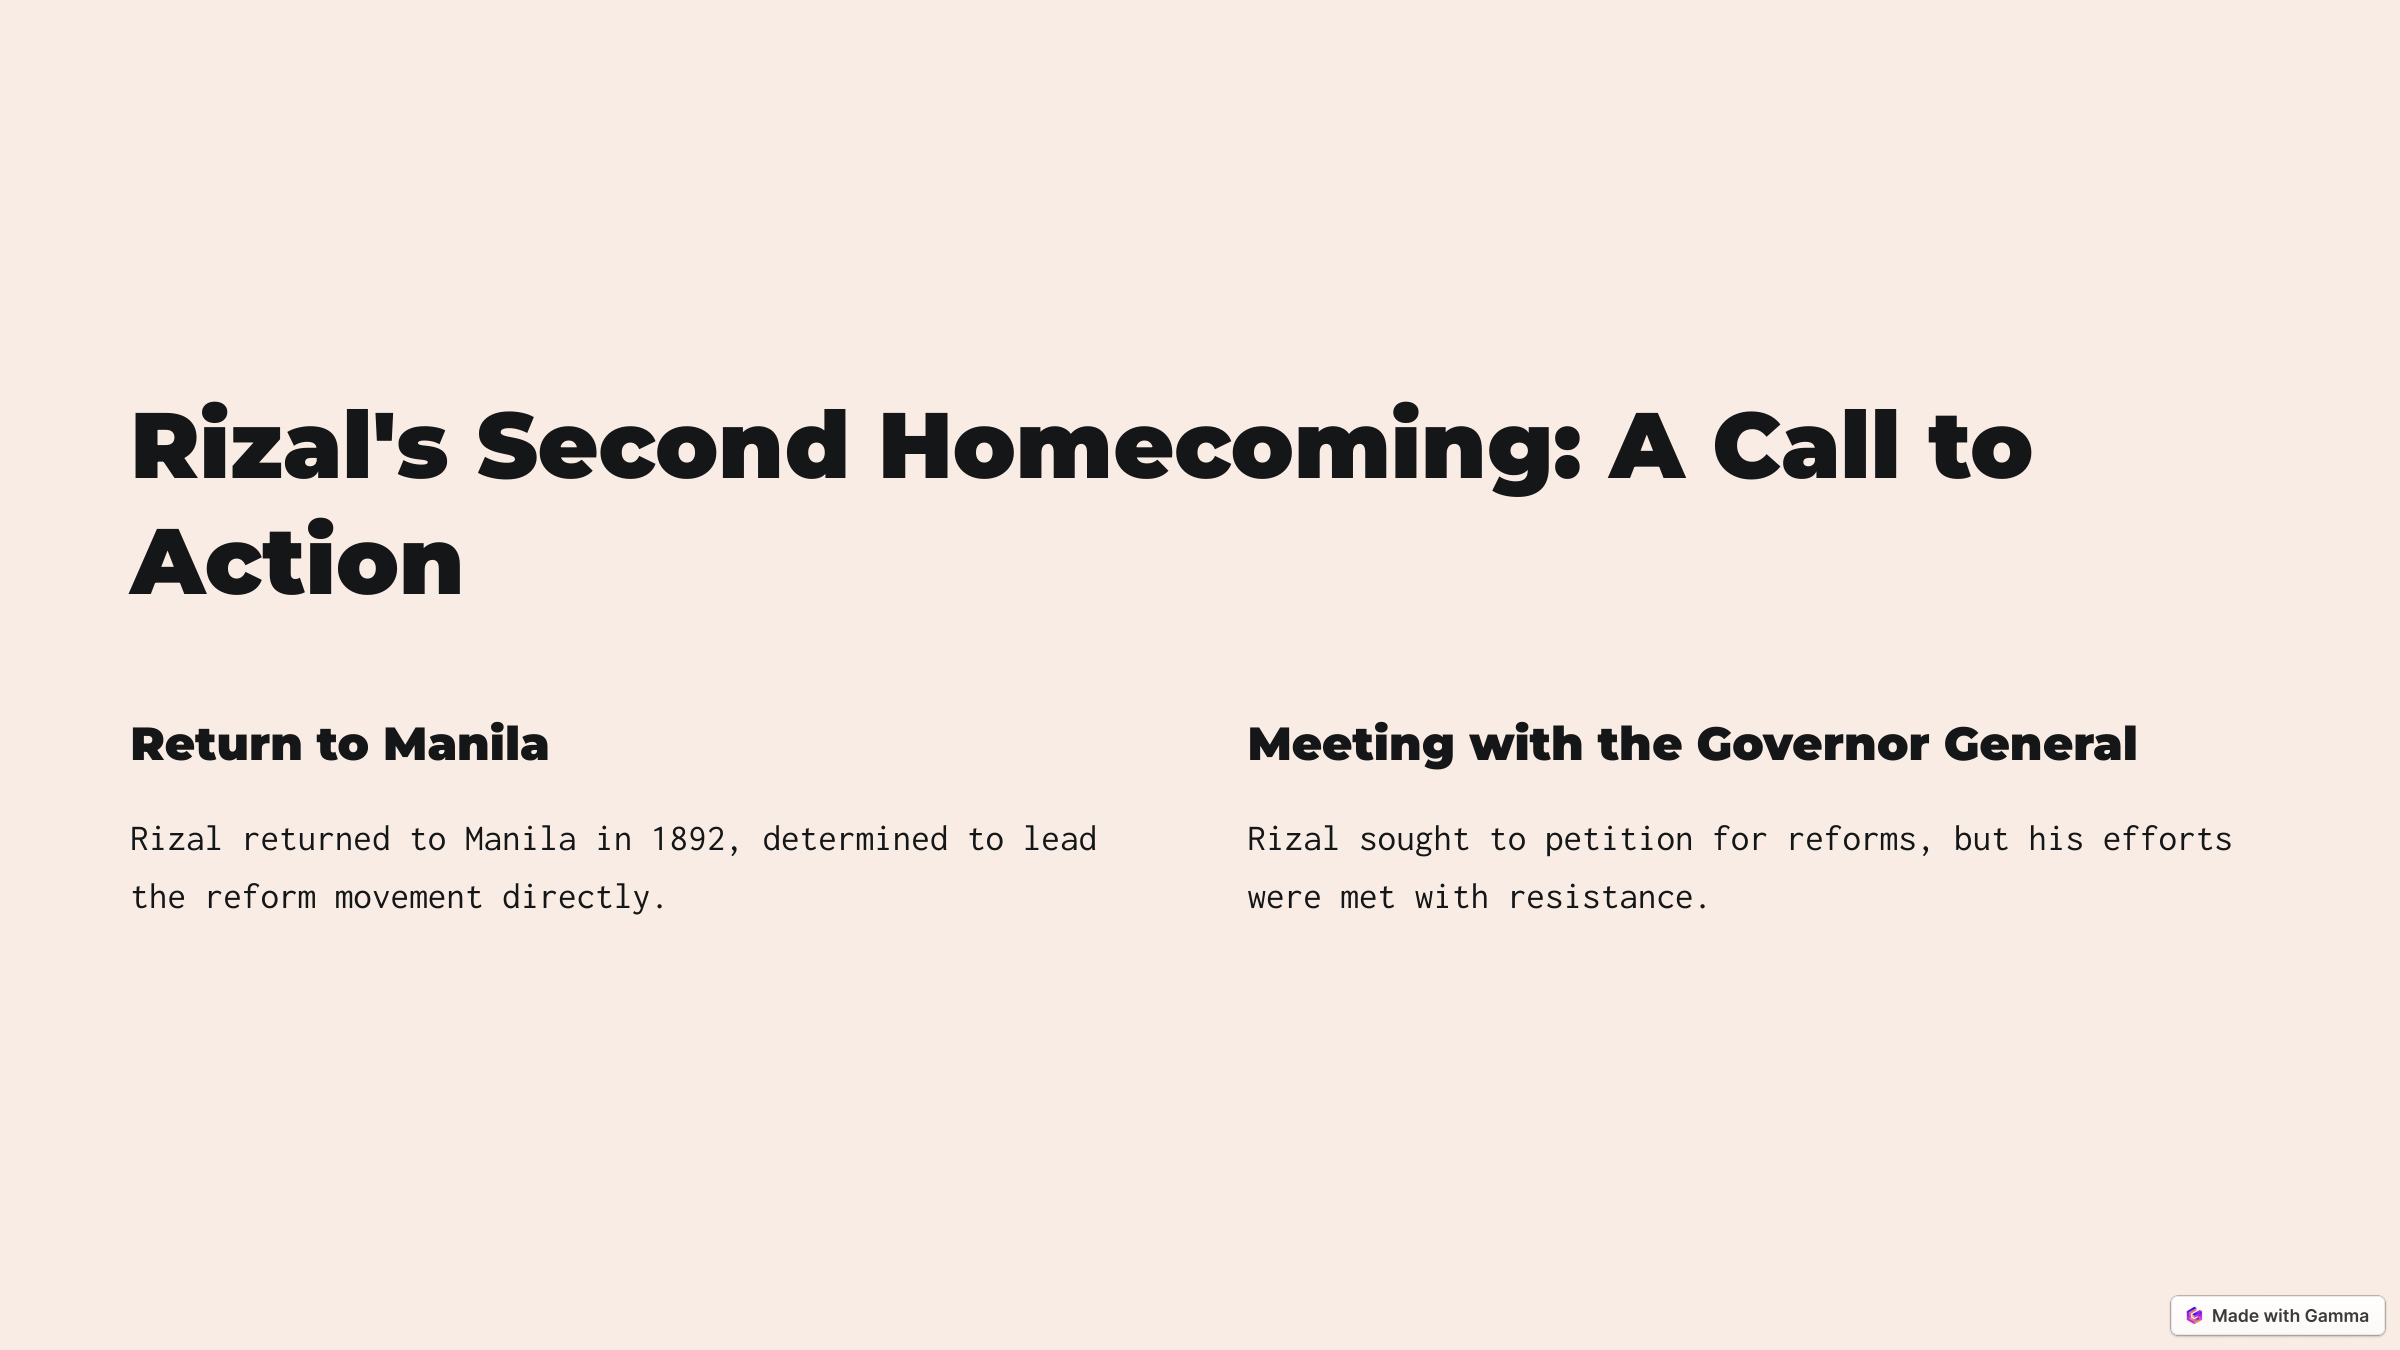 Rizal's Second Homecoming: A Call to
Action
Return to Manila
Rizal returned to Manila in 1892, determined to lead
the reform movement directly.
Meeting with the Governor General
Rizal sought to petition for reforms, but his efforts
were met with resistance.
Made with Gamma